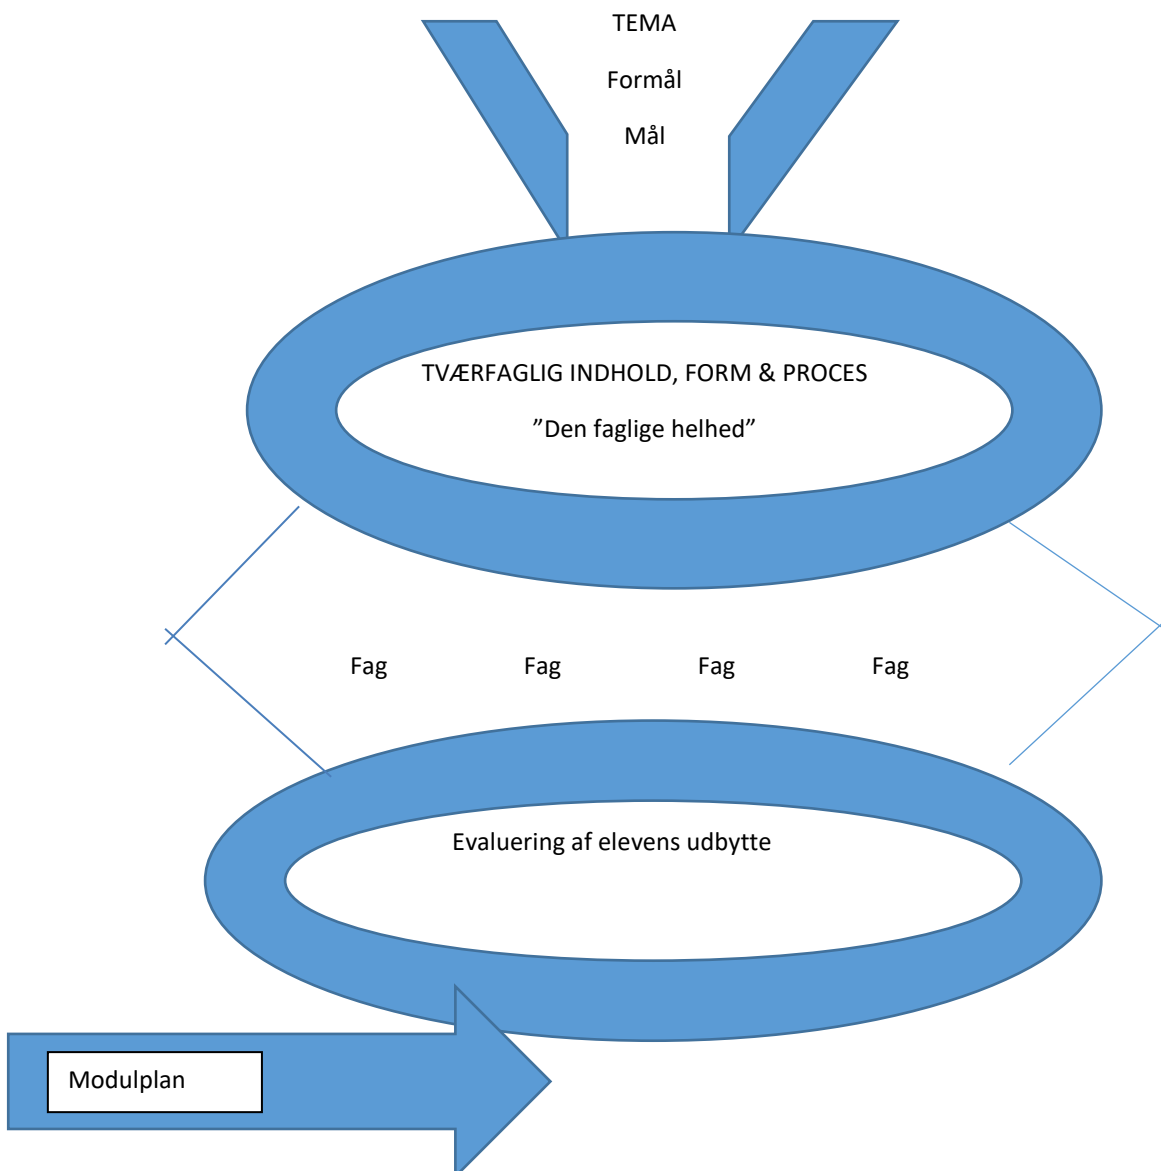 TEMA
Formål
Mål
TVÆRFAGLIG INDHOLD, FORM & PROCES
”Den faglige helhed”
Fag Fag Fag Fag
Evaluering af elevens udbytte
Modulplan